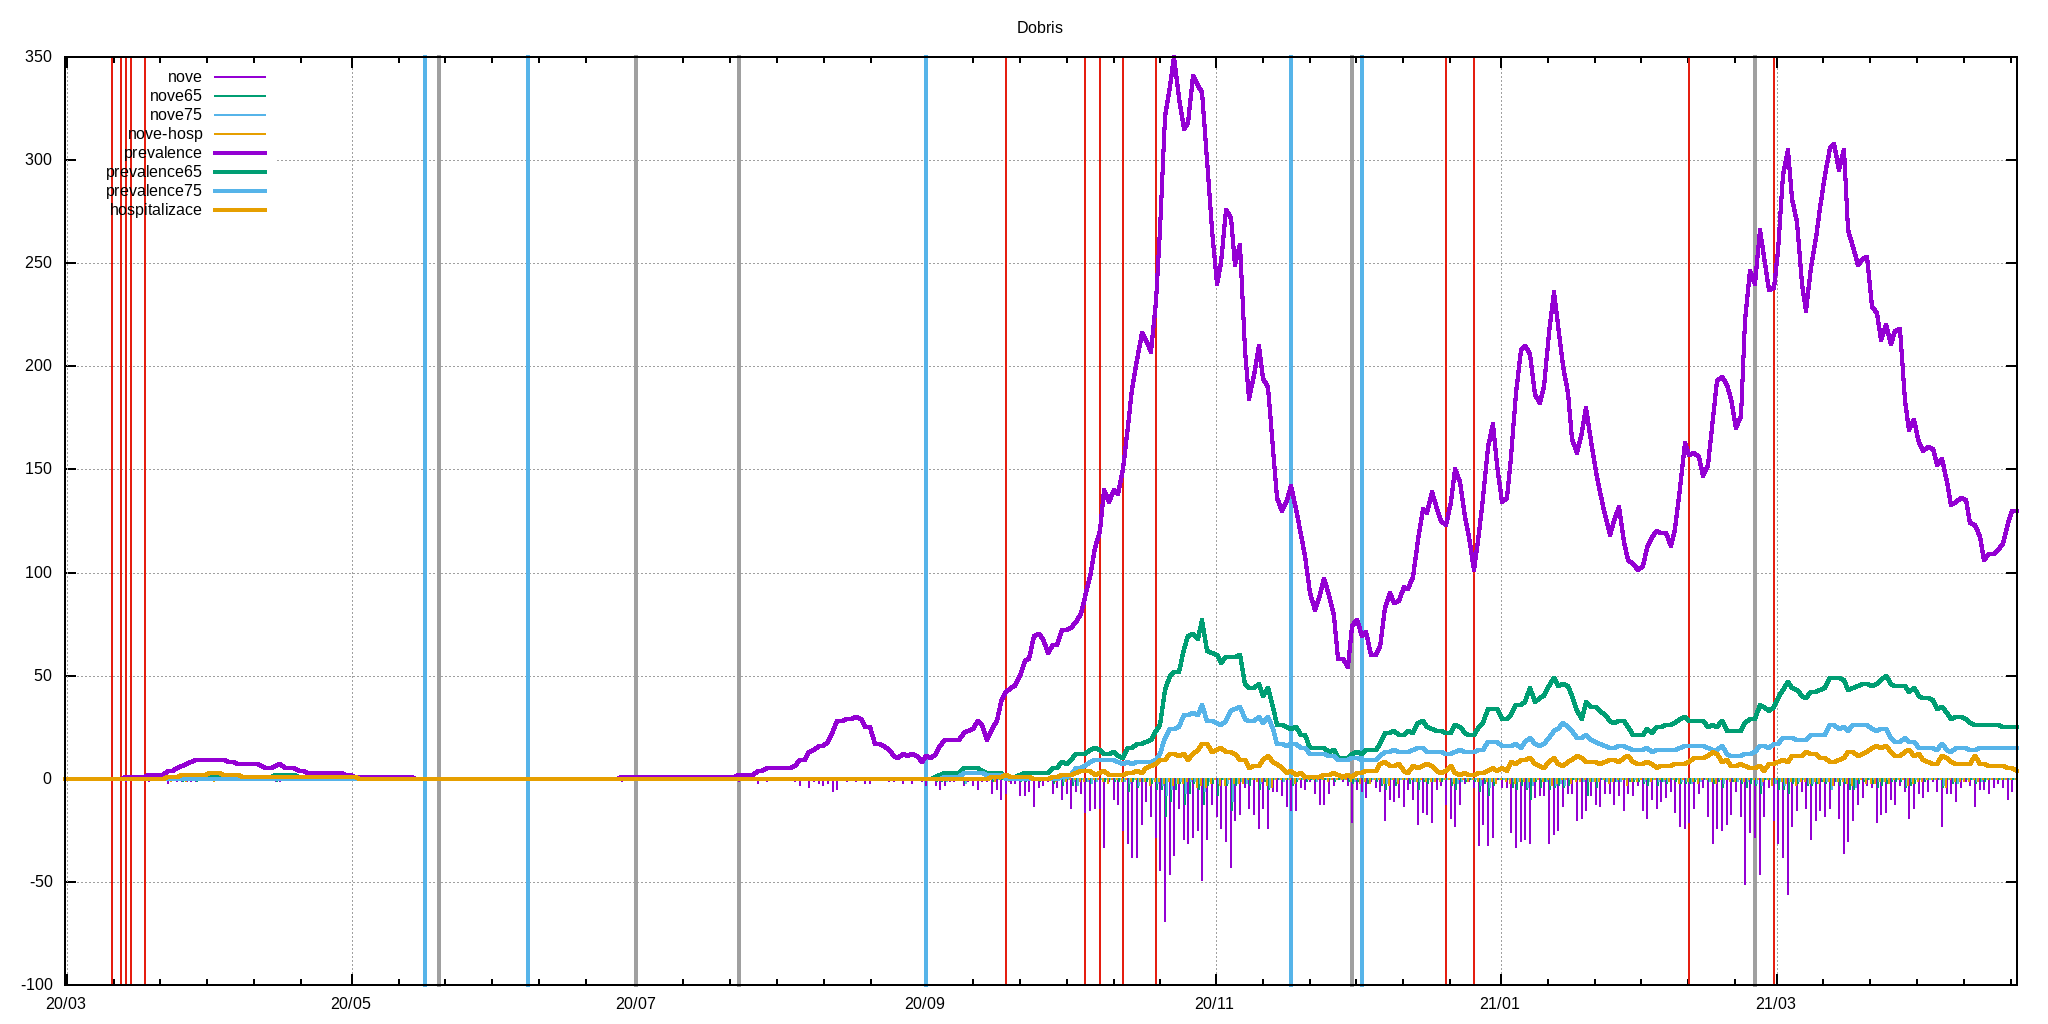 Dobris
350
300
250
200
150
100
50
0
-50
-100
nove
nove65
nove75
nove-hosp
prevalence
prevalence65
prevalence75
hospitalizace
20/03
20/05
20/07
20/09
20/11
21/01
21/03